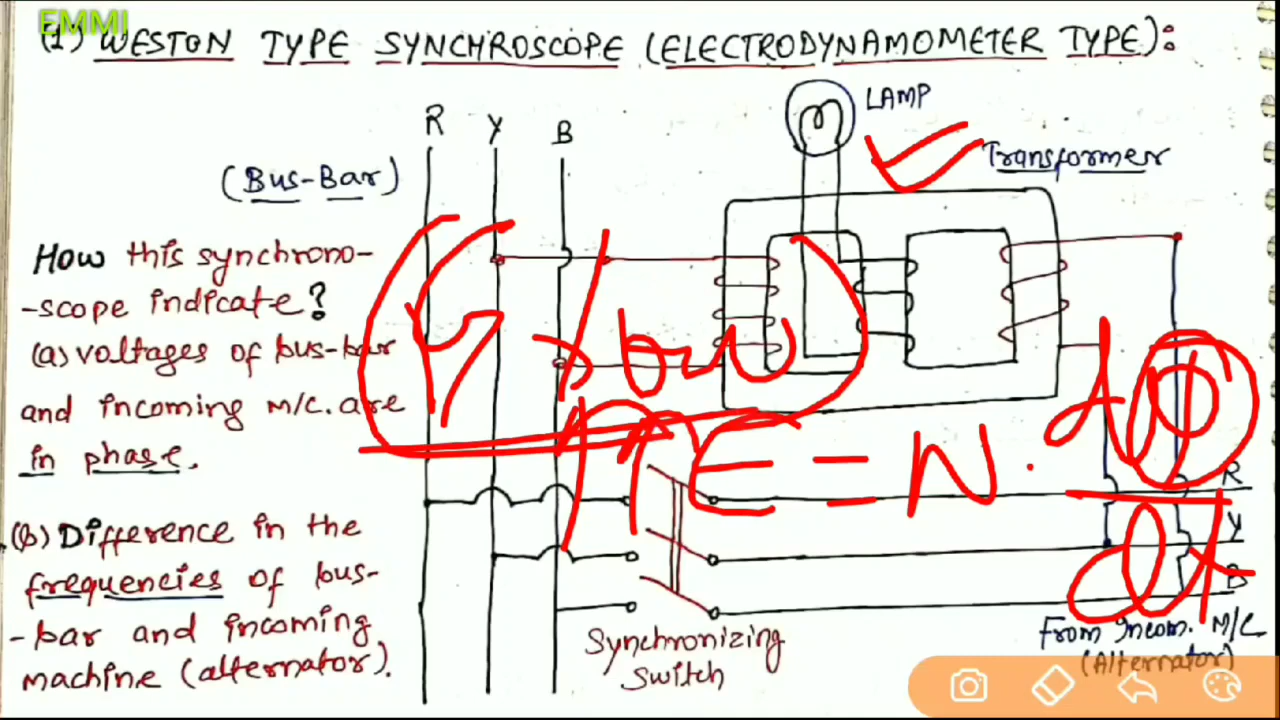 EMMI
(1) WESTON TYPE SYNCHROSCOPE (ELECTRODYNAMOMETER TYPE):
LAMP
R Y B
Transformer
(Bus-Bar)
How this synchrono-
-scope indicate?
(a) voltages of bus-bar
and incoming M/C. are
in phase.
E = N. dφ
dt
R
Y
B
(b) Difference in the
frequencies of bus-
-bar and incoming
machine (alternator).
Synchronizing
Switch
From Incom. M/C
(Alternator)